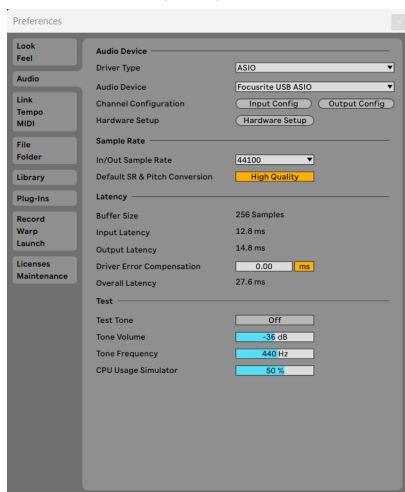 Preferences
Look
Feel
Audio
Link
Tempo
MIDI
File
Folder
Library
Plug-Ins
Record
Warp
Launch
Licenses
Maintenance
Audio Device
Driver Type ASIO
Audio Device Focusrite USB ASIO
Channel Configuration Input Config Output Config
Hardware Setup Hardware Setup
Sample Rate
In/Out Sample Rate 44100
Default SR & Pitch Conversion High Quality
Latency
Buffer Size 256 Samples
Input Latency 12.8 ms
Output Latency 14.8 ms
Driver Error Compensation 0.00 ms
Overall Latency 27.6 ms
Test
Test Tone Off
Tone Volume -36 dB
Tone Frequency 440 Hz
CPU Usage Simulator 50 %